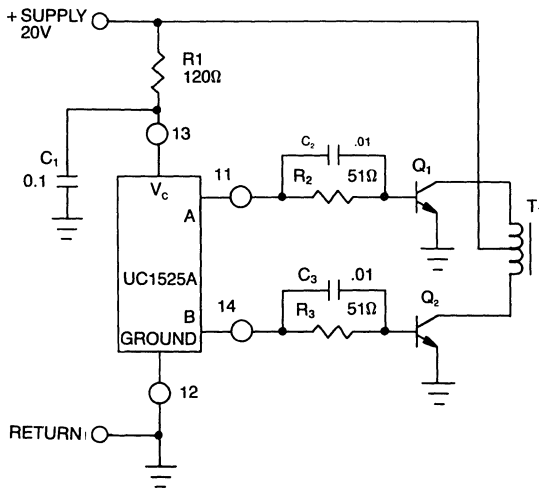 + SUPPLY
20V
R1
120Ω
13
C1
0.1
VC
11
A
C2 .01
R2 51Ω
Q1
T
UC1525A
C3 .01
R3 51Ω
Q2
14
B
GROUND
12
RETURN